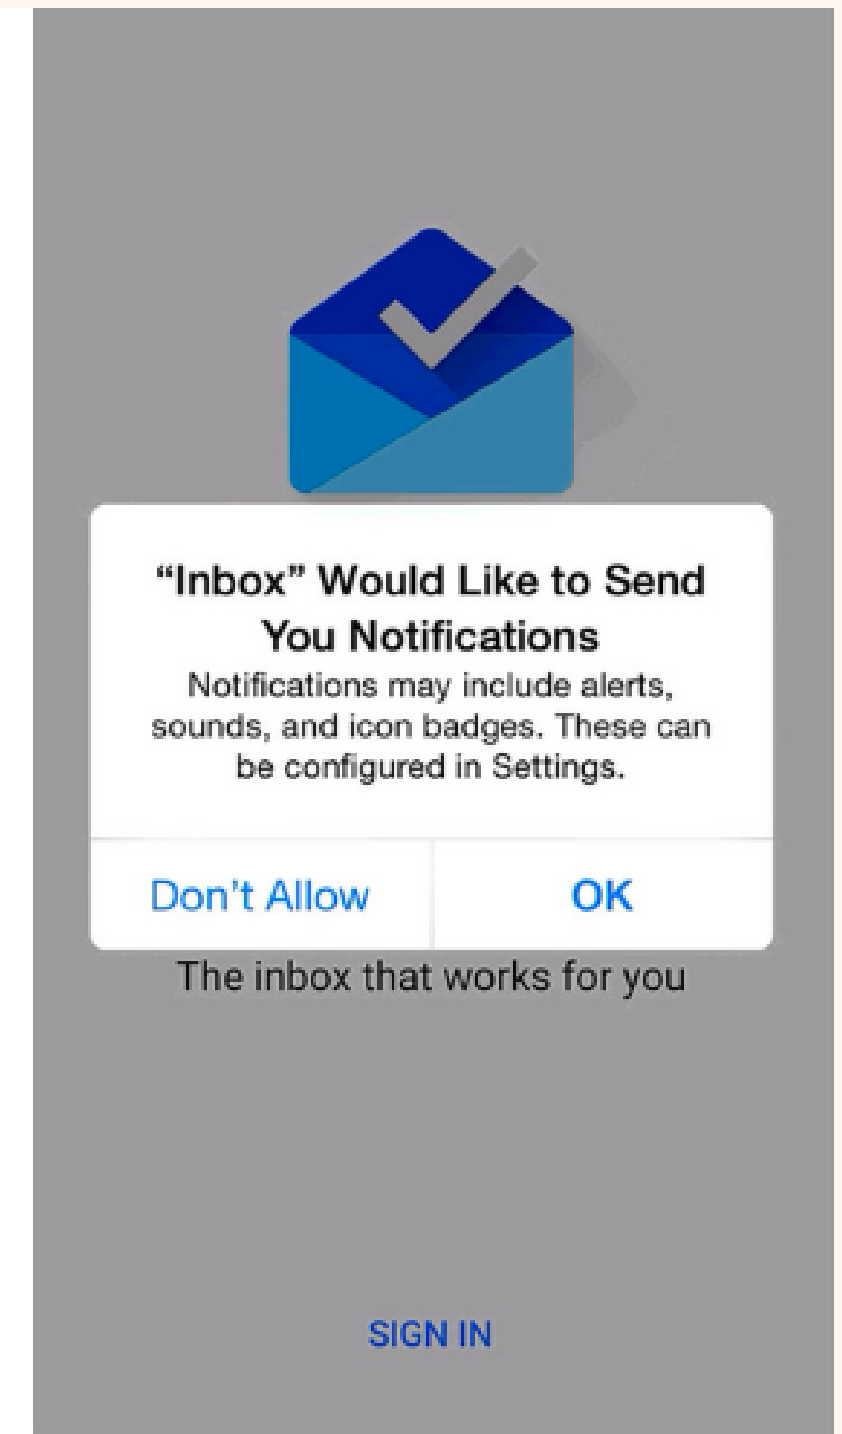 “Inbox” Would Like to Send
You Notifications
Notifications may include alerts,
sounds, and icon badges. These can
be configured in Settings.
Don’t Allow
OK
The inbox that works for you
SIGN IN